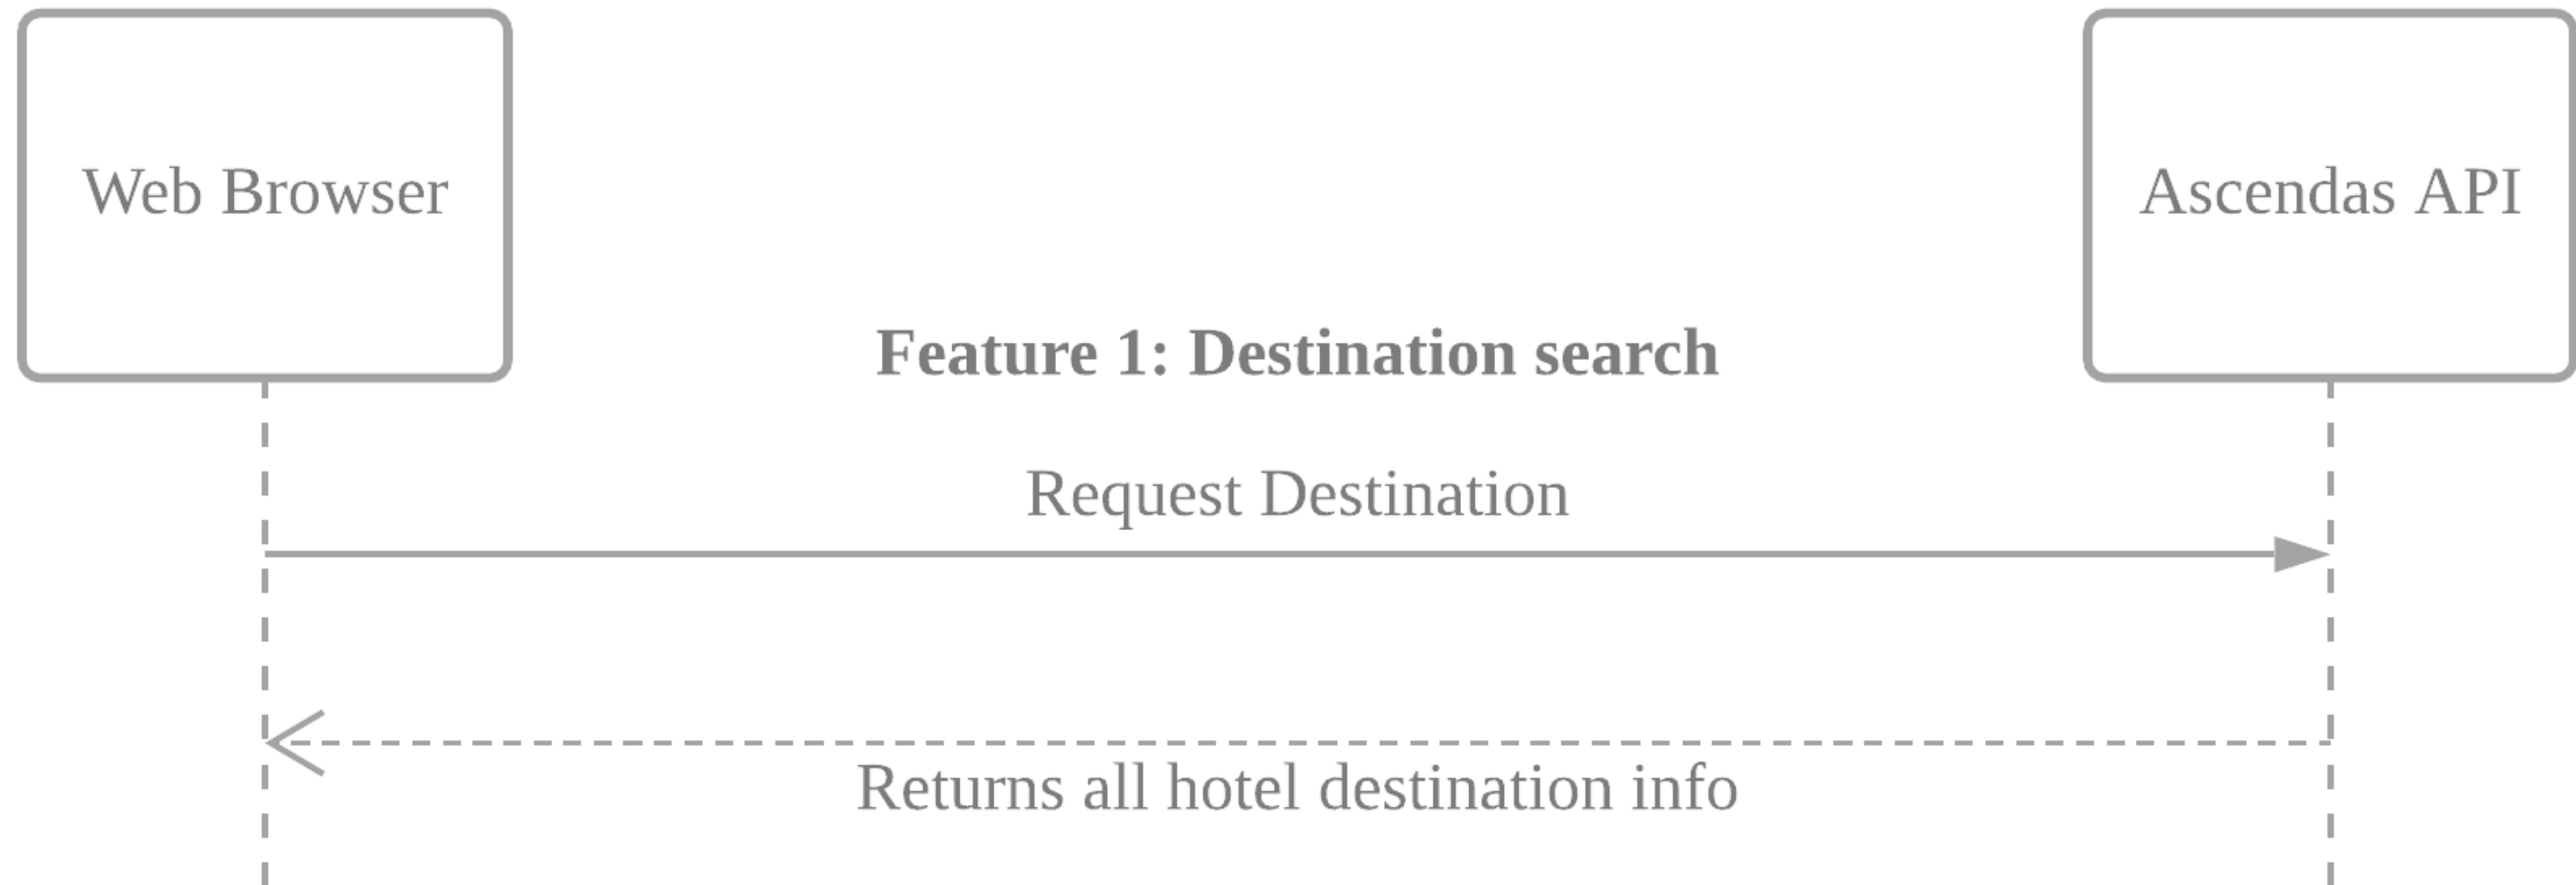 Web Browser
Ascendas API
Feature 1: Destination search
Request Destination
Returns all hotel destination info